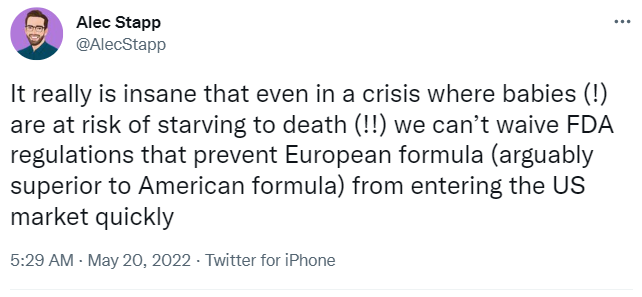 Alec Stapp
@AlecStapp
It really is insane that even in a crisis where babies (!)
are at risk of starving to death (!!) we can’t waive FDA
regulations that prevent European formula (arguably
superior to American formula) from entering the US
market quickly
5:29 AM · May 20, 2022 · Twitter for iPhone